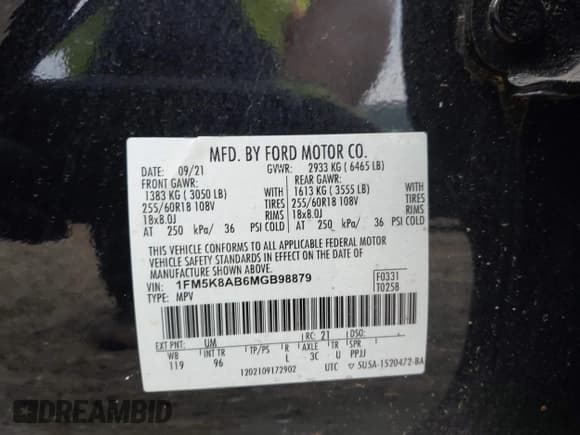 MFD. BY FORD MOTOR CO.
DATE: 09/21 GVWR: 2933 KG ( 6465 LB)
FRONT GAWR: REAR GAWR:
1383 KG ( 3050 LB) WITH 1613 KG ( 3555 LB) WITH
255/60R18 108V TIRES 255/60R18 108V TIRES
18x8.0J RIMS 18x8.0J RIMS
AT 250 kPa/ 36 PSI COLD AT 250 kPa/ 36 PSI COLD
THIS VEHICLE CONFORMS TO ALL APPLICABLE FEDERAL MOTOR
VEHICLE SAFETY STANDARDS IN EFFECT ON THE DATE OF
MANUFACTURE SHOWN ABOVE.
VIN: 1FM5K8AB6MGB98879 F0331
TYPE: MPV T0258
EXT PNT: UM RC: 21 DSO:
WB INT TR TP/PS R AXLE TR SPR
119 96 L 3C U PPJJ
1202109172902 UTC 5U5A-1520472-BA
DREAMBID